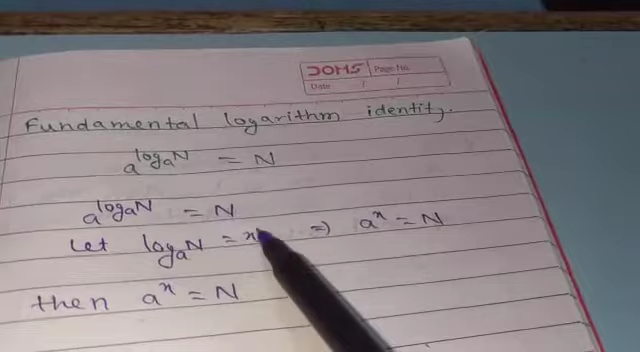 DOMS Page No.
Date / /
Fundamental logarithm identity.
a^log_a N = N
a^log_a N = N
Let log_a N = x ⇒ a^x = N
then a^x = N